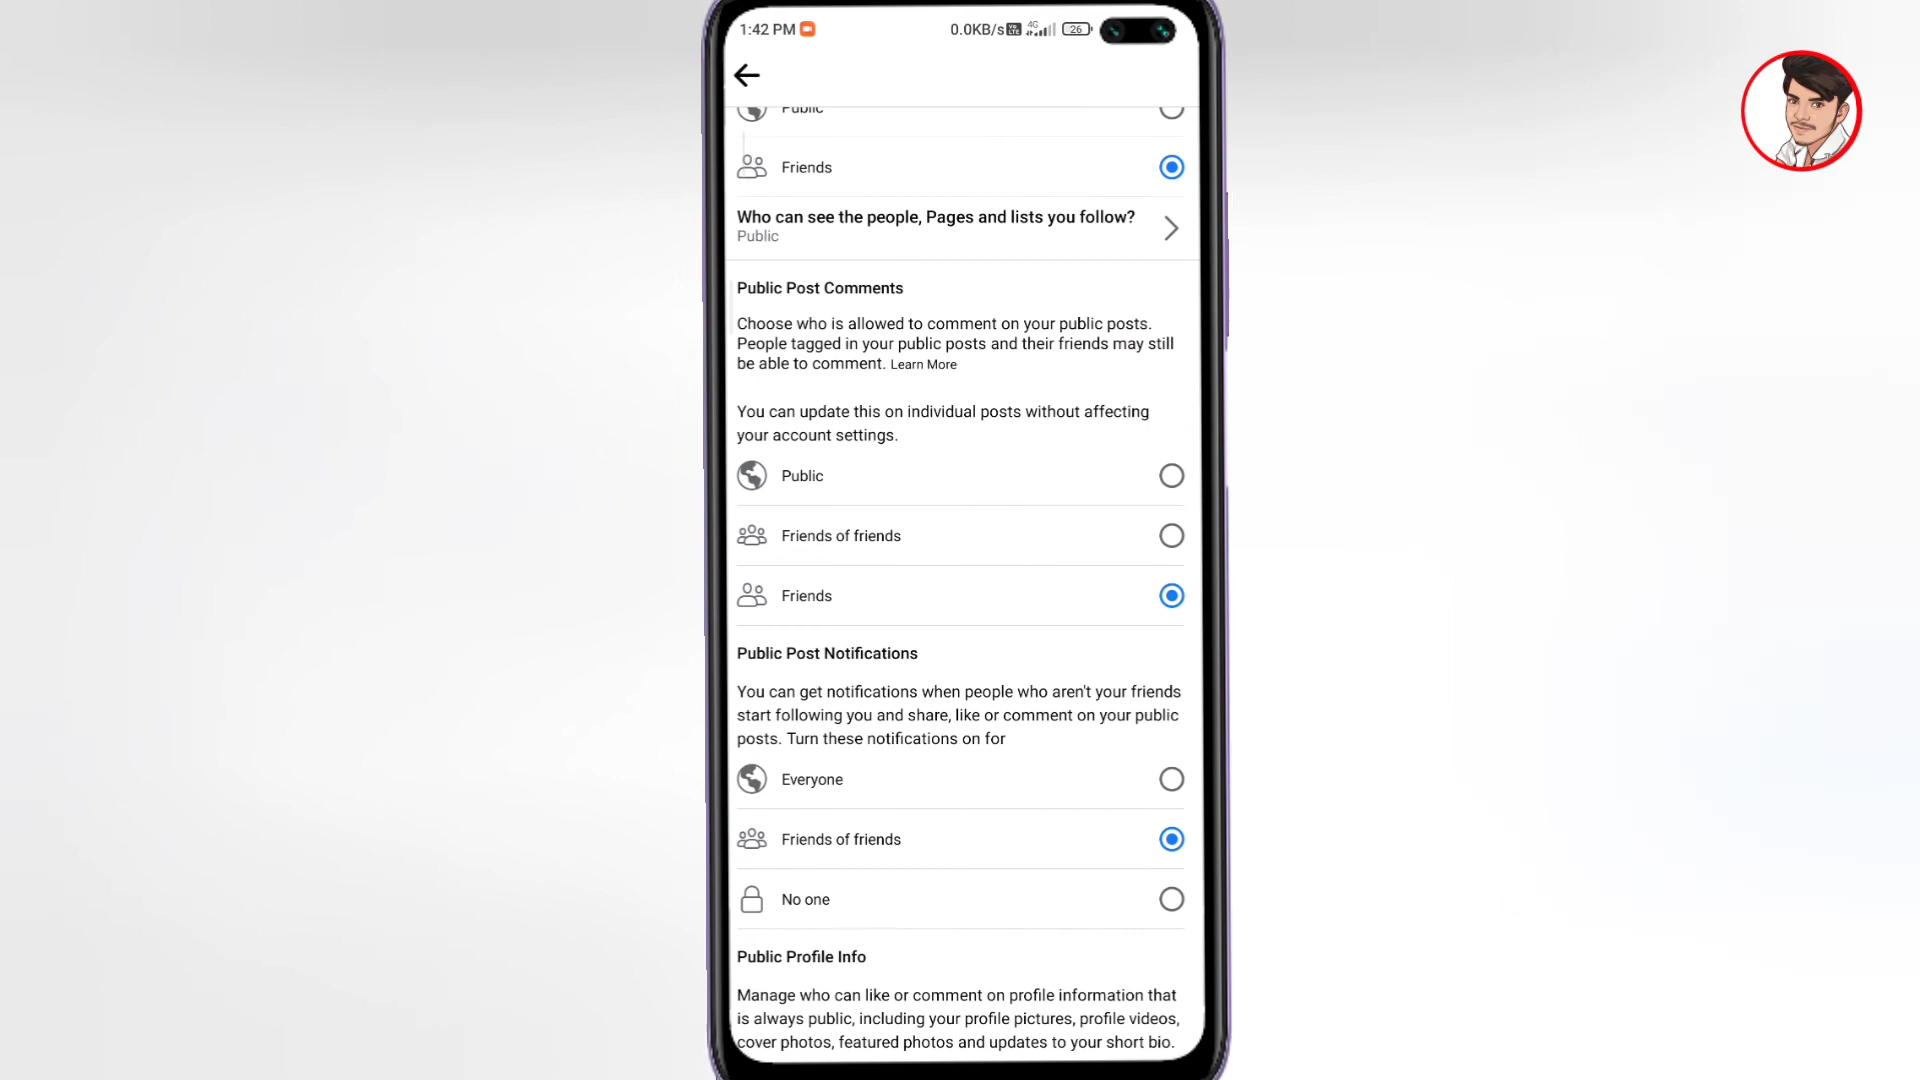 1:42 PM
0.0KB/s
4G
26
Public
Friends
Who can see the people, Pages and lists you follow?
Public
Public Post Comments
Choose who is allowed to comment on your public posts.
People tagged in your public posts and their friends may still
be able to comment. Learn More
You can update this on individual posts without affecting
your account settings.
Public
Friends of friends
Friends
Public Post Notifications
You can get notifications when people who aren't your friends
start following you and share, like or comment on your public
posts. Turn these notifications on for
Everyone
Friends of friends
No one
Public Profile Info
Manage who can like or comment on profile information that
is always public, including your profile pictures, profile videos,
cover photos, featured photos and updates to your short bio.